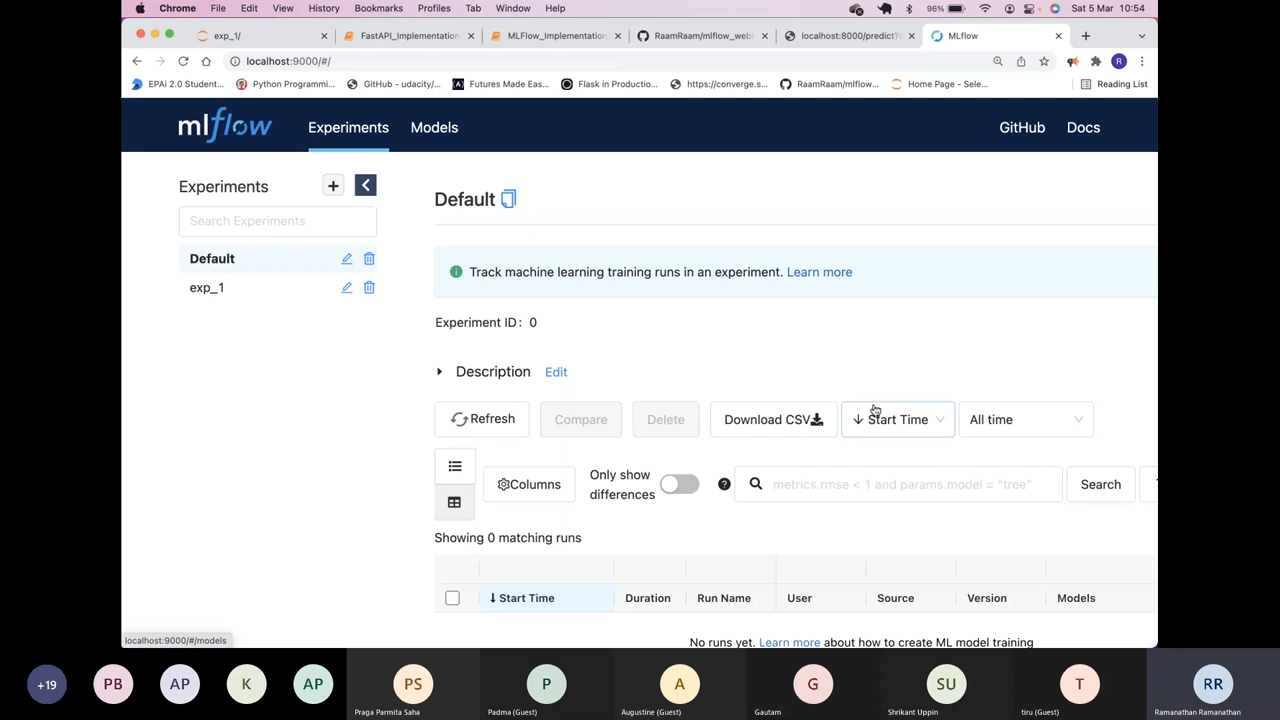 Chrome File Edit View History Bookmarks Profiles Tab Window Help 96% Sat 5 Mar 10:54
exp_1/ FastAPI_Implementation MLFlow_Implementation RaamRaam/mlflow_web localhost:8000/predict? MLflow
localhost:9000/#/ R
EPAi 2.0 Student... Python Programmi... GitHub - udacity/... Futures Made Eas... Flask in Productio... https://converge.s... RaamRaam/mlflow... Home Page - Sele... Reading List
mlflow Experiments Models GitHub Docs
Experiments
Search Experiments
Default
exp_1
Default
Track machine learning training runs in an experiment. Learn more
Experiment ID: 0
Description Edit
Refresh Compare Delete Download CSV Start Time All time
Columns Only show differences metrics.rmse < 1 and params.model = "tree" Search
Showing 0 matching runs
Start Time Duration Run Name User Source Version Models
No runs yet. Learn more about how to create ML model training
localhost:9000/#/models
+19 PB AP K AP PS P A G SU T RR
Praga Parmita Saha Padma (Guest) Augustine (Guest) Gautam Shrikant Uppin tiru (Guest) Ramanathan Ramanathan